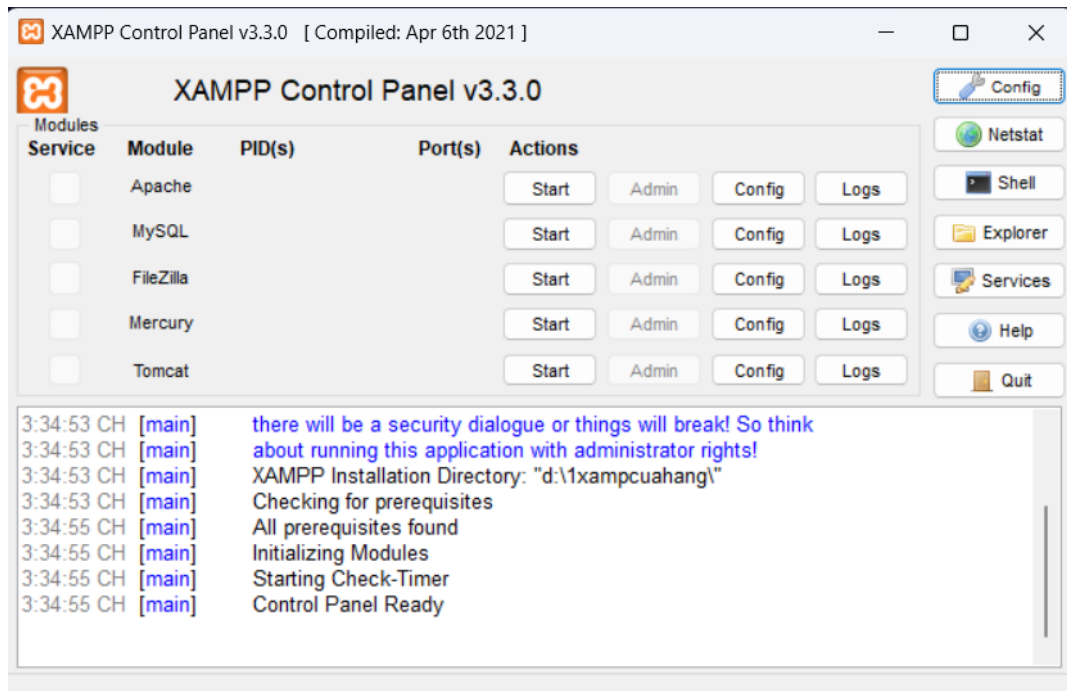 XAMPP Control Panel v3.3.0 [ Compiled: Apr 6th 2021 ]
XAMPP Control Panel v3.3.0
Config
Modules
Service Module PID(s) Port(s) Actions
Netstat
Apache Start Admin Config Logs
Shell
MySQL Start Admin Config Logs
Explorer
FileZilla Start Admin Config Logs
Services
Mercury Start Admin Config Logs
Help
Tomcat Start Admin Config Logs
Quit
3:34:53 CH [main] there will be a security dialogue or things will break! So think
3:34:53 CH [main] about running this application with administrator rights!
3:34:53 CH [main] XAMPP Installation Directory: "d:\1xampcuahang\"
3:34:53 CH [main] Checking for prerequisites
3:34:55 CH [main] All prerequisites found
3:34:55 CH [main] Initializing Modules
3:34:55 CH [main] Starting Check-Timer
3:34:55 CH [main] Control Panel Ready